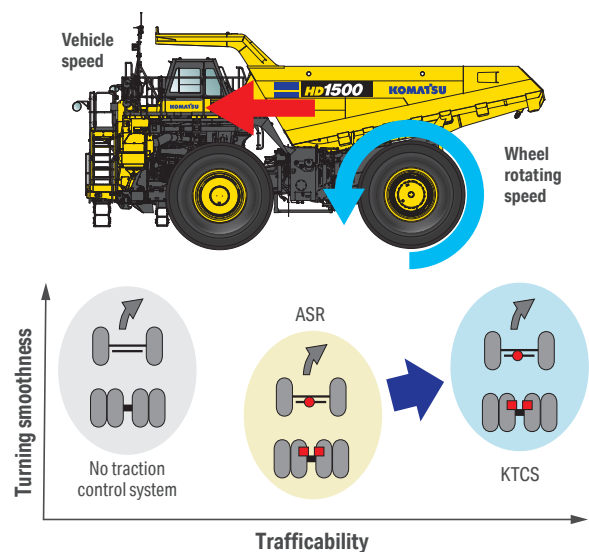 Vehicle
speed
HD1500
KOMATSU
KOMATSU
Wheel
rotating
speed
ASR
No traction
control system
KTCS
Turning smoothness
Trafficability